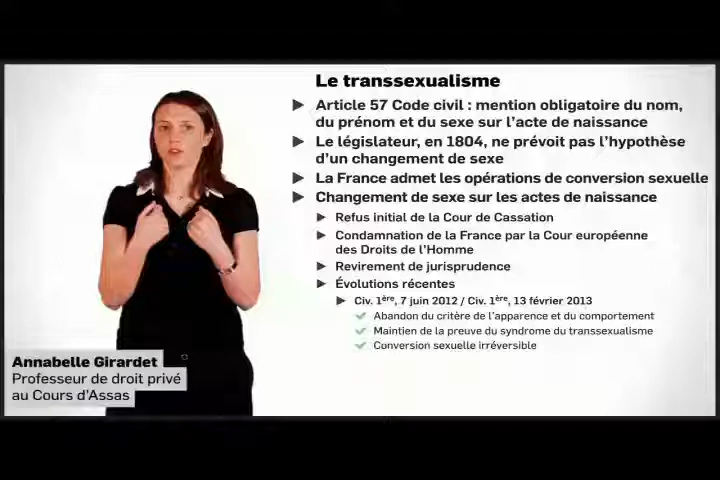 Le transsexualisme
▶ Article 57 Code civil : mention obligatoire du nom,
du prénom et du sexe sur l'acte de naissance
▶ Le législateur, en 1804, ne prévoit pas l'hypothèse
d'un changement de sexe
▶ La France admet les opérations de conversion sexuelle
▶ Changement de sexe sur les actes de naissance
▶ Refus initial de la Cour de Cassation
▶ Condamnation de la France par la Cour européenne
des Droits de l'Homme
▶ Revirement de jurisprudence
▶ Évolutions récentes
▶ Civ. 1ère, 7 juin 2012 / Civ. 1ère, 13 février 2013
✓ Abandon du critère de l'apparence et du comportement
✓ Maintien de la preuve du syndrome du transsexualisme
✓ Conversion sexuelle irréversible
Annabelle Girardet
Professeur de droit privé
au Cours d'Assas